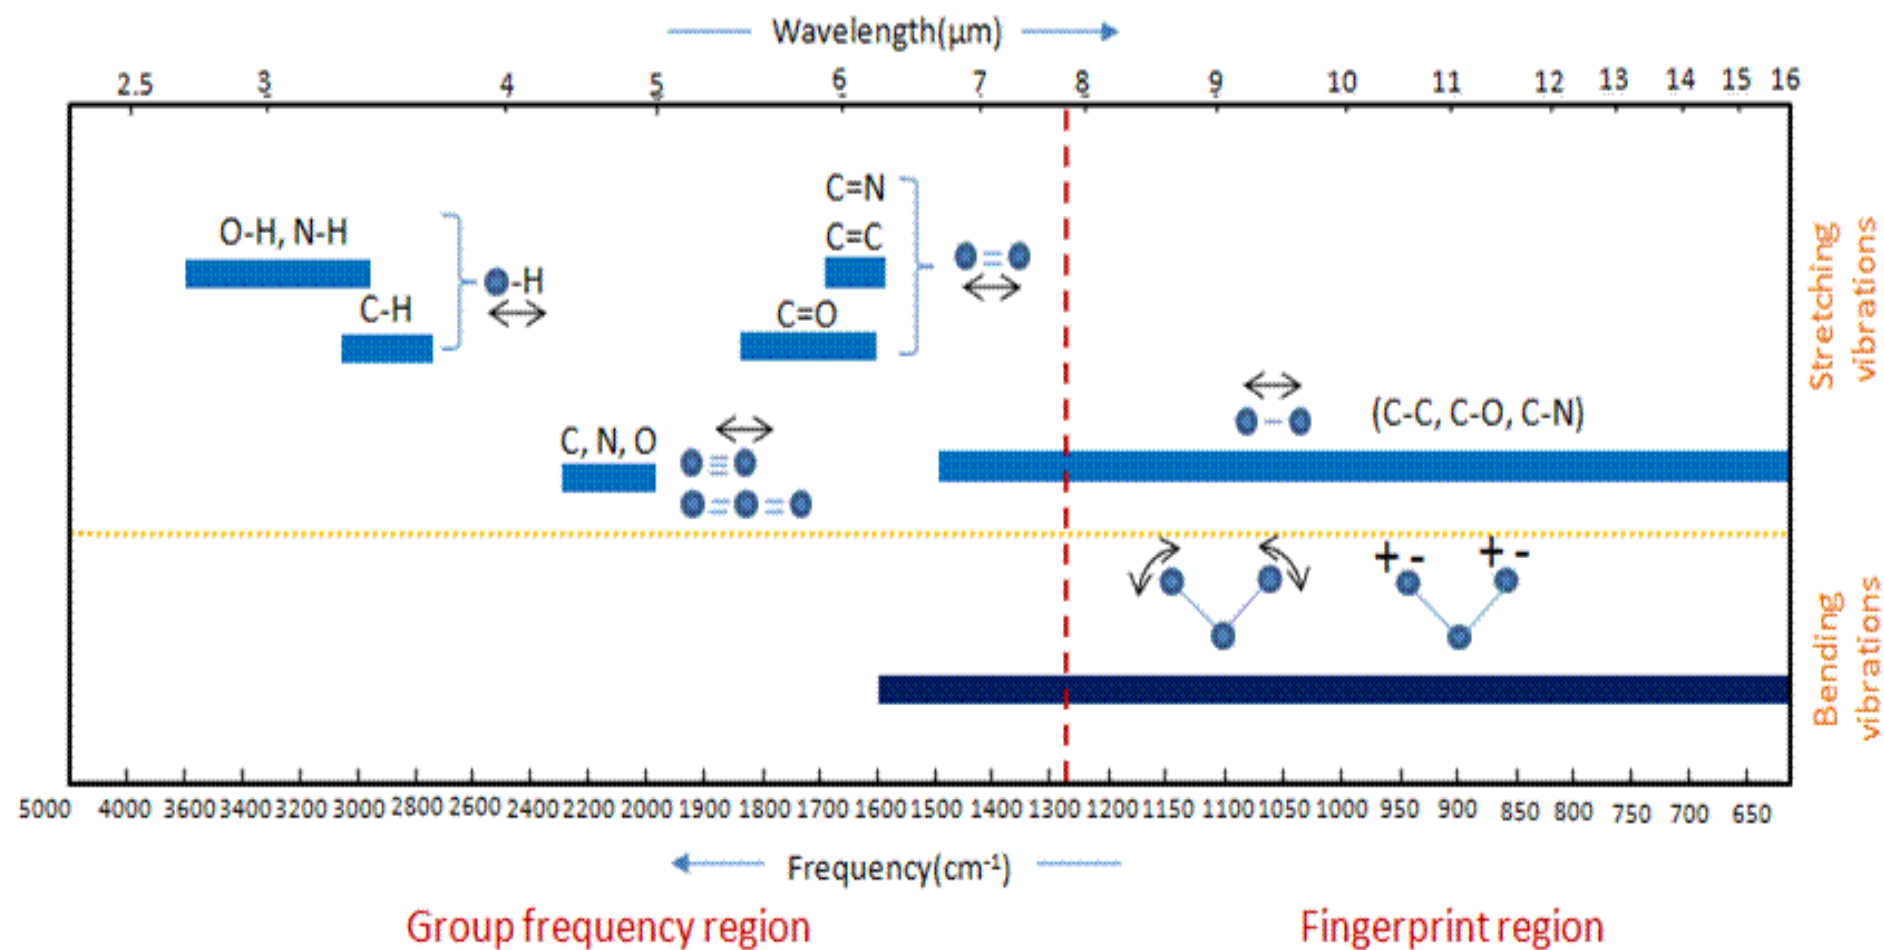 Wavelength(μm)
2.5 3 4 5 6 7 8 9 10 11 12 13 14 15 16
C=N
O-H, N-H
C=C
-H
C-H
C=O
(C-C, C-O, C-N)
C, N, O
Stretching
vibrations
+ - + -
Bending
vibrations
5000 4000 3600 3400 3200 3000 2800 2600 2400 2200 2000 1900 1800 1700 1600 1500 1400 1300 1200 1150 1100 1050 1000 950 900 850 800 750 700 650
Frequency(cm⁻¹)
Group frequency region Fingerprint region